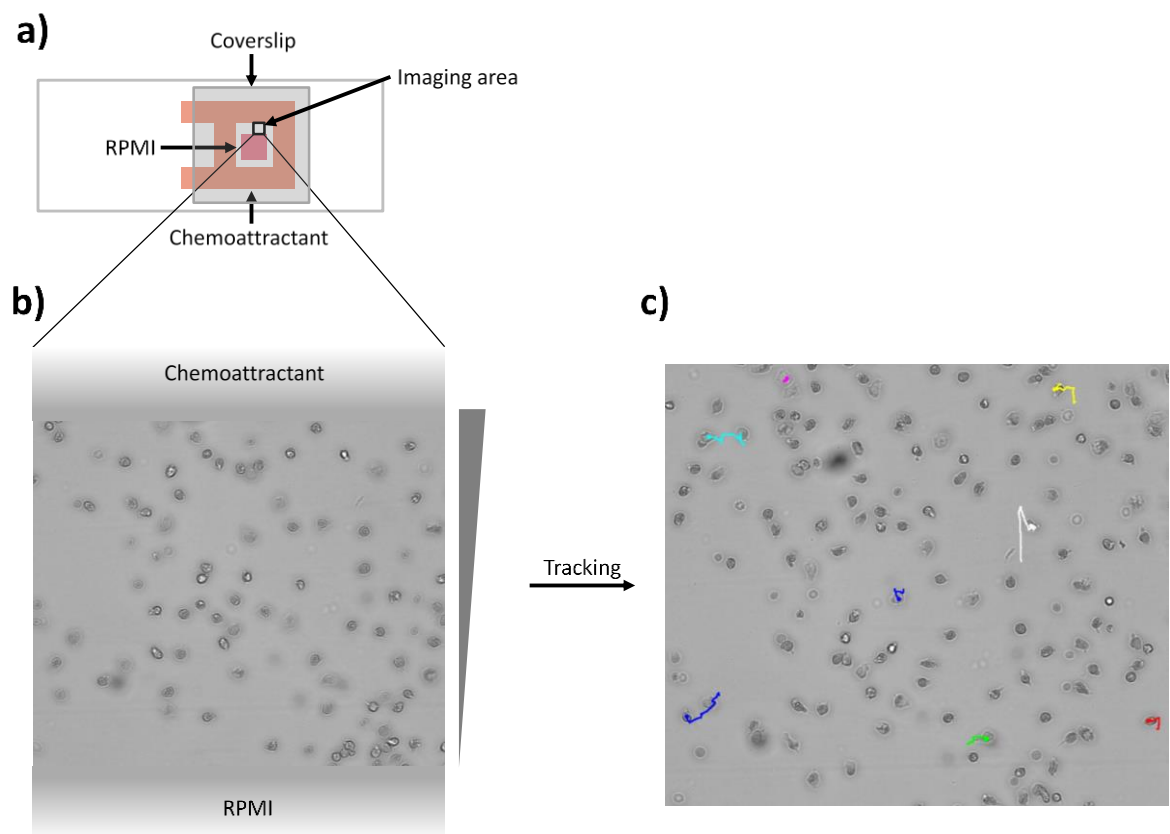 a)
Coverslip
Imaging area
RPMI
Chemoattractant
b)
c)
Chemoattractant
Tracking
RPMI